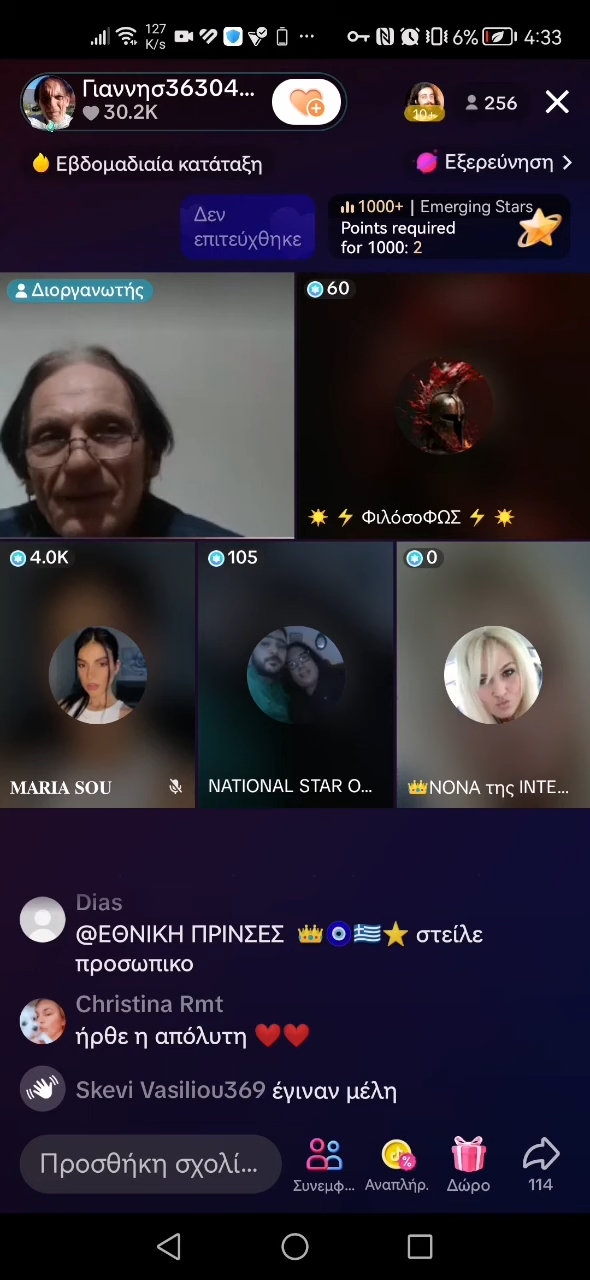 127
K/s
6%
4:33
Γιαννησ36304...
30.2K
10+
256
Εβδομαδιαία κατάταξη
Εξερεύνηση
Δεν
επιτεύχθηκε
1000+ | Emerging Stars
Points required
for 1000: 2
Διοργανωτής
60
ΦιλόσοΦΩΣ
4.0K
105
0
MARIA SOU
NATIONAL STAR O...
NONA της INTE...
Dias
@ΕΘΝΙΚΗ ΠΡΙΝΣΕΣ 👑🧿🇬🇷⭐ στείλε
προσωπικο
Christina Rmt
ήρθε η απόλυτη ❤️❤️
Skevi Vasiliou369 έγιναν μέλη
Προσθήκη σχολί...
Συνεμφ...
Αναπλήρ.
Δώρο
114